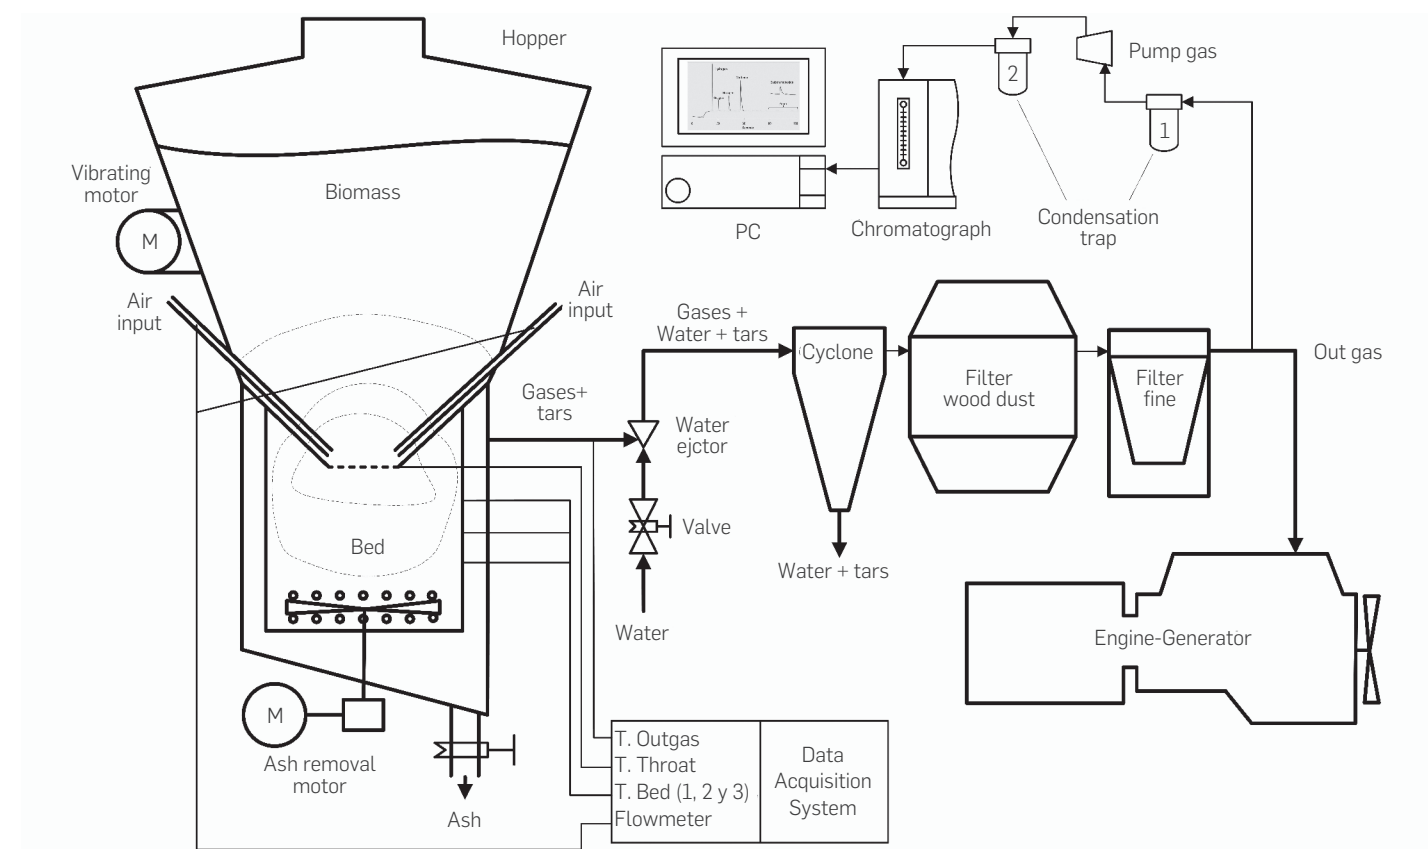 Hopper
Vibrating
motor
M
Biomass
Air
input
Air
input
Bed
M
Ash removal
motor
Ash
Gases+
tars
Gases +
Water + tars
Water
ejctor
Valve
Water
Cyclone
Water + tars
Filter
wood dust
Filter
fine
Out gas
PC
Chromatograph
2
1
Pump gas
Condensation
trap
Engine-Generator
T. Outgas
T. Throat
T. Bed (1, 2 y 3)
Flowmeter
Data
Acquisition
System